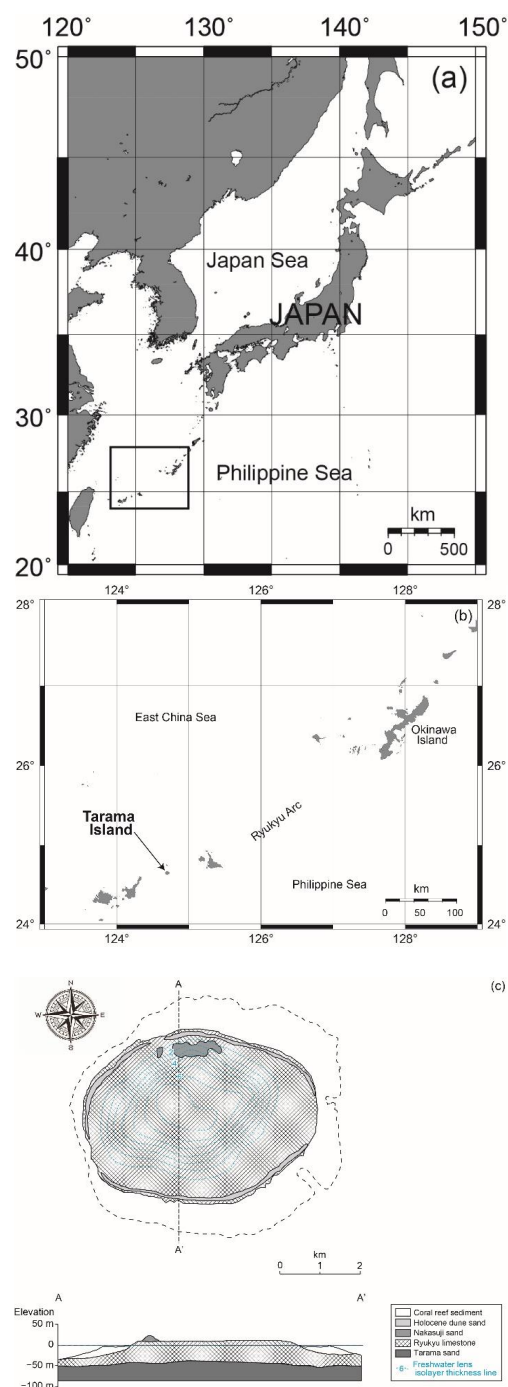 120° 130° 140° 150°
50°
(a)
40°
Japan Sea
JAPAN
30°
Philippine Sea
km
0 500
20°
124° 126° 128°
28° 28°
(b)
East China Sea
Okinawa
Island
26° 26°
Ryukyu Arc
Tarama
Island
Philippine Sea
km
0 50 100
24° 24°
124° 126° 128°
(c)
N
W E
S
A
A'
km
0 1 2
A A'
Elevation
50 m
0
−50 m
−100 m
Coral reef sediment
Holocene dune sand
Nakasuji sand
Ryukyu limestone
Tarama sand
-6- Freshwater lens
isolayer thickness line